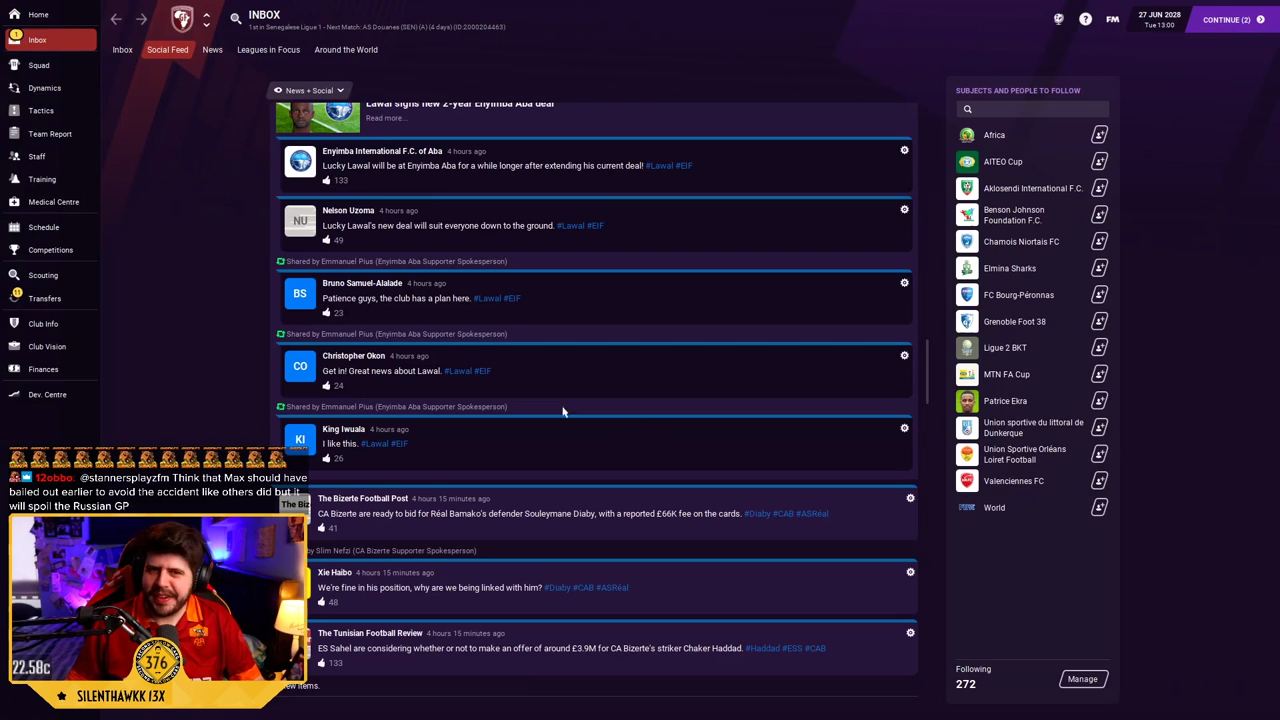 Home
INBOX
1st in Senegalese Ligue 1 - Next Match: AS Douanes (SEN) (A) (4 days) (ID:2000204463)
FM
27 JUN 2028
Tue 13:00
CONTINUE (2)
1
Inbox
Squad
Dynamics
Tactics
Team Report
Staff
Training
Medical Centre
Schedule
Competitions
Scouting
11
Transfers
Club Info
Club Vision
Finances
Dev. Centre
Inbox
Social Feed
News
Leagues in Focus
Around the World
News + Social
Lawal signs new 2-year Enyimba Aba deal
Read more...
Enyimba International F.C. of Aba 4 hours ago
Lucky Lawal will be at Enyimba Aba for a while longer after extending his current deal! #Lawal #EIF
133
NU
Nelson Uzoma 4 hours ago
Lucky Lawal's new deal will suit everyone down to the ground. #Lawal #EIF
49
Shared by Emmanuel Pius (Enyimba Aba Supporter Spokesperson)
BS
Bruno Samuel-Alalade 4 hours ago
Patience guys, the club has a plan here. #Lawal #EIF
23
Shared by Emmanuel Pius (Enyimba Aba Supporter Spokesperson)
CO
Christopher Okon 4 hours ago
Get in! Great news about Lawal. #Lawal #EIF
24
Shared by Emmanuel Pius (Enyimba Aba Supporter Spokesperson)
KI
King Iwuala 4 hours ago
I like this. #Lawal #EIF
26
The Biz
The Bizerte Football Post 4 hours 15 minutes ago
CA Bizerte are ready to bid for Réal Bamako's defender Souleymane Diaby, with a reported £66K fee on the cards. #Diaby #CAB #ASRéal
41
by Slim Nefzi (CA Bizerte Supporter Spokesperson)
Xie Haibo 4 hours 15 minutes ago
We're fine in his position, why are we being linked with him? #Diaby #CAB #ASRéal
48
The Tunisian Football Review 4 hours 15 minutes ago
ES Sahel are considering whether or not to make an offer of around £3.9M for CA Bizerte's striker Chaker Haddad. #Haddad #ESS #CAB
133
items.
SUBJECTS AND PEOPLE TO FOLLOW
Africa
AITEO Cup
Aklosendi International F.C.
Benson Johnson
Foundation F.C.
Chamois Niortais FC
Elmina Sharks
FC Bourg-Péronnas
Grenoble Foot 38
Ligue 2 BKT
MTN FA Cup
Patrice Ekra
Union sportive du littoral de
Dunkerque
Union Sportive Orléans
Loiret Football
Valenciennes FC
World
Following
272
Manage
12obbo: @stannersplayzfm Think that Max should have
bailed out earlier to avoid the accident like others did but it
will spoil the Russian GP
22.58c
376
SILENTHAWKK 13X